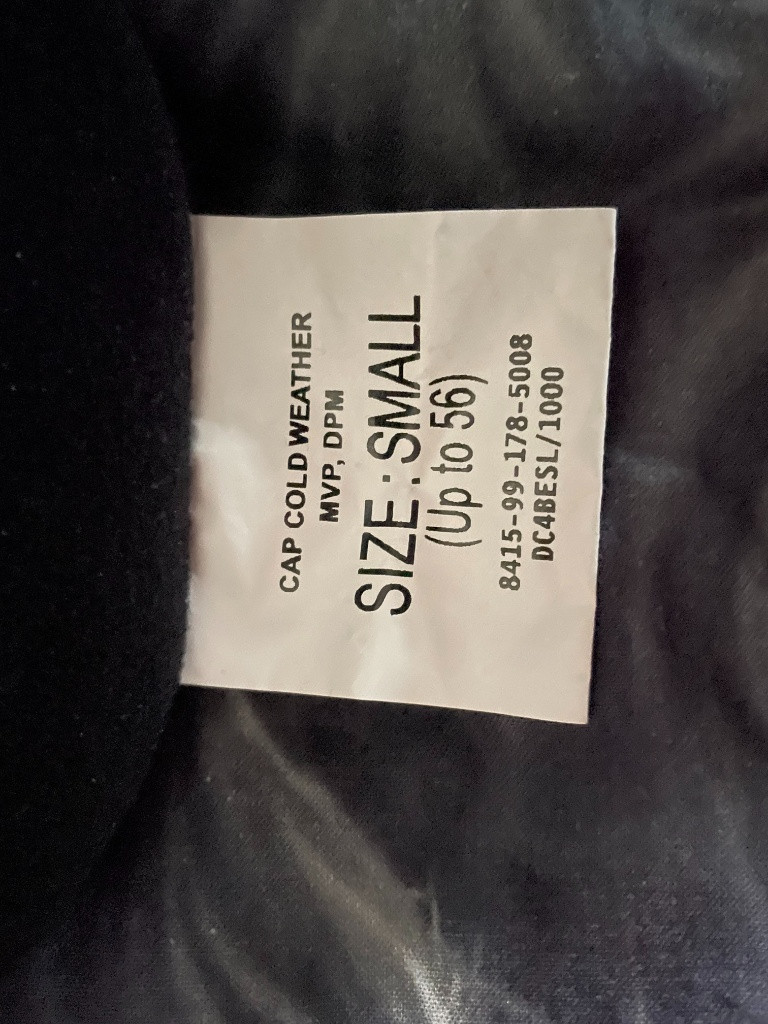 CAP COLD WEATHER
MVP, DPM
SIZE: SMALL
(Up to 56)
8415-99-178-5008
DC4BESL/1000